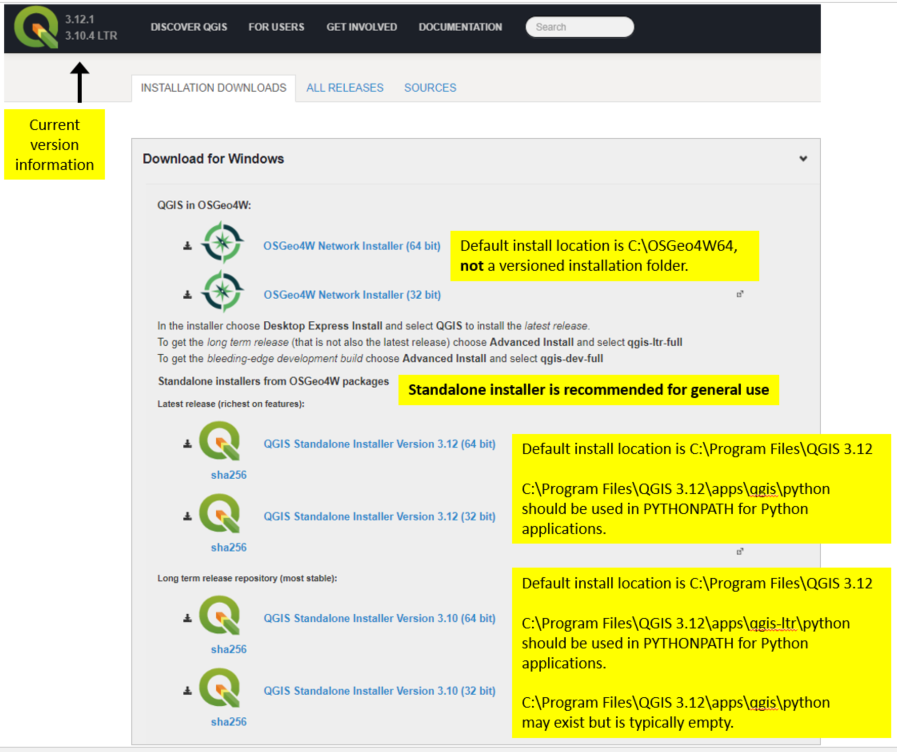 3.12.1
3.10.4 LTR
DISCOVER QGIS
FOR USERS
GET INVOLVED
DOCUMENTATION
Search
INSTALLATION DOWNLOADS
ALL RELEASES
SOURCES
Current
version
information
Download for Windows
QGIS in OSGeo4W:
OSGeo4W Network Installer (64 bit)
Default install location is C:\OSGeo4W64,
not a versioned installation folder.
OSGeo4W Network Installer (32 bit)
In the installer choose Desktop Express Install and select QGIS to install the latest release.
To get the long term release (that is not also the latest release) choose Advanced Install and select qgis-ltr-full
To get the bleeding-edge development build choose Advanced Install and select qgis-dev-full
Standalone installers from OSGeo4W packages
Standalone installer is recommended for general use
Latest release (richest on features):
QGIS Standalone Installer Version 3.12 (64 bit)
sha256
QGIS Standalone Installer Version 3.12 (32 bit)
sha256
Default install location is C:\Program Files\QGIS 3.12
C:\Program Files\QGIS 3.12\apps\qgis\python
should be used in PYTHONPATH for Python
applications.
Long term release repository (most stable):
QGIS Standalone Installer Version 3.10 (64 bit)
sha256
QGIS Standalone Installer Version 3.10 (32 bit)
sha256
Default install location is C:\Program Files\QGIS 3.12
C:\Program Files\QGIS 3.12\apps\qgis-ltr\python
should be used in PYTHONPATH for Python
applications.
C:\Program Files\QGIS 3.12\apps\qgis\python
may exist but is typically empty.